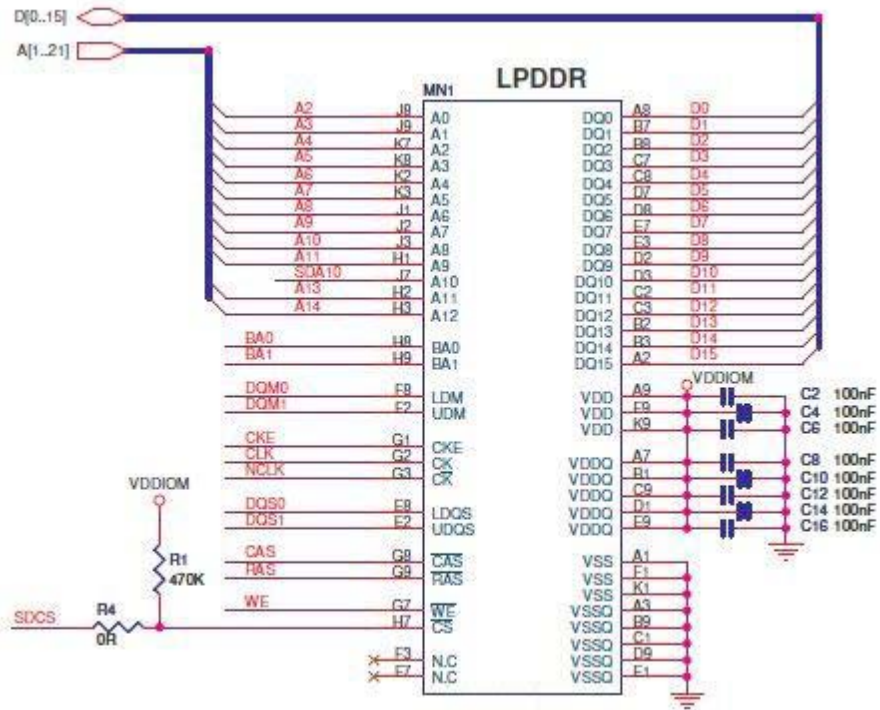 D[0..15]
A[1..21]
LPDDR
MN1
A2 J8 A0 DQ0 A8 D0
A3 J9 A1 DQ1 B7 D1
A4 K7 A2 DQ2 B8 D2
A5 K8 A3 DQ3 C7 D3
A6 K2 A4 DQ4 C8 D4
A7 K3 A5 DQ5 D7 D5
A8 J1 A6 DQ6 D8 D6
A9 J2 A7 DQ7 E7 D7
A10 J3 A8 DQ8 E3 D8
A11 H1 A9 DQ9 D2 D9
SDA10 J7 A10 DQ10 D3 D10
A13 H2 A11 DQ11 C2 D11
A14 H3 A12 DQ12 C3 D12
DQ13 B2 D13
BA0 H8 BA0 DQ14 B3 D14
BA1 H9 BA1 DQ15 A2 D15
VDDIOM
DQM0 F8 LDM VDD A9 C2 100nF
DQM1 F2 UDM VDD F9 C4 100nF
VDD K9 C6 100nF
CKE G1 CKE
CLK G2 CK VDDQ A7 C8 100nF
NCLK G3 CK VDDQ B1 C10 100nF
VDDIOM
VDDQ C9 C12 100nF
DQS0 E8 LDQS VDDQ D1 C14 100nF
DQS1 E2 UDQS VDDQ E9 C16 100nF
R1
470K
CAS G8 CAS VSS A1
RAS G9 RAS VSS F1
VSS K1
WE G7 WE VSSQ A3
SDCS R4 H7 CS VSSQ B9
0R
VSSQ C1
F3 N.C VSSQ D9
F7 N.C VSSQ E1